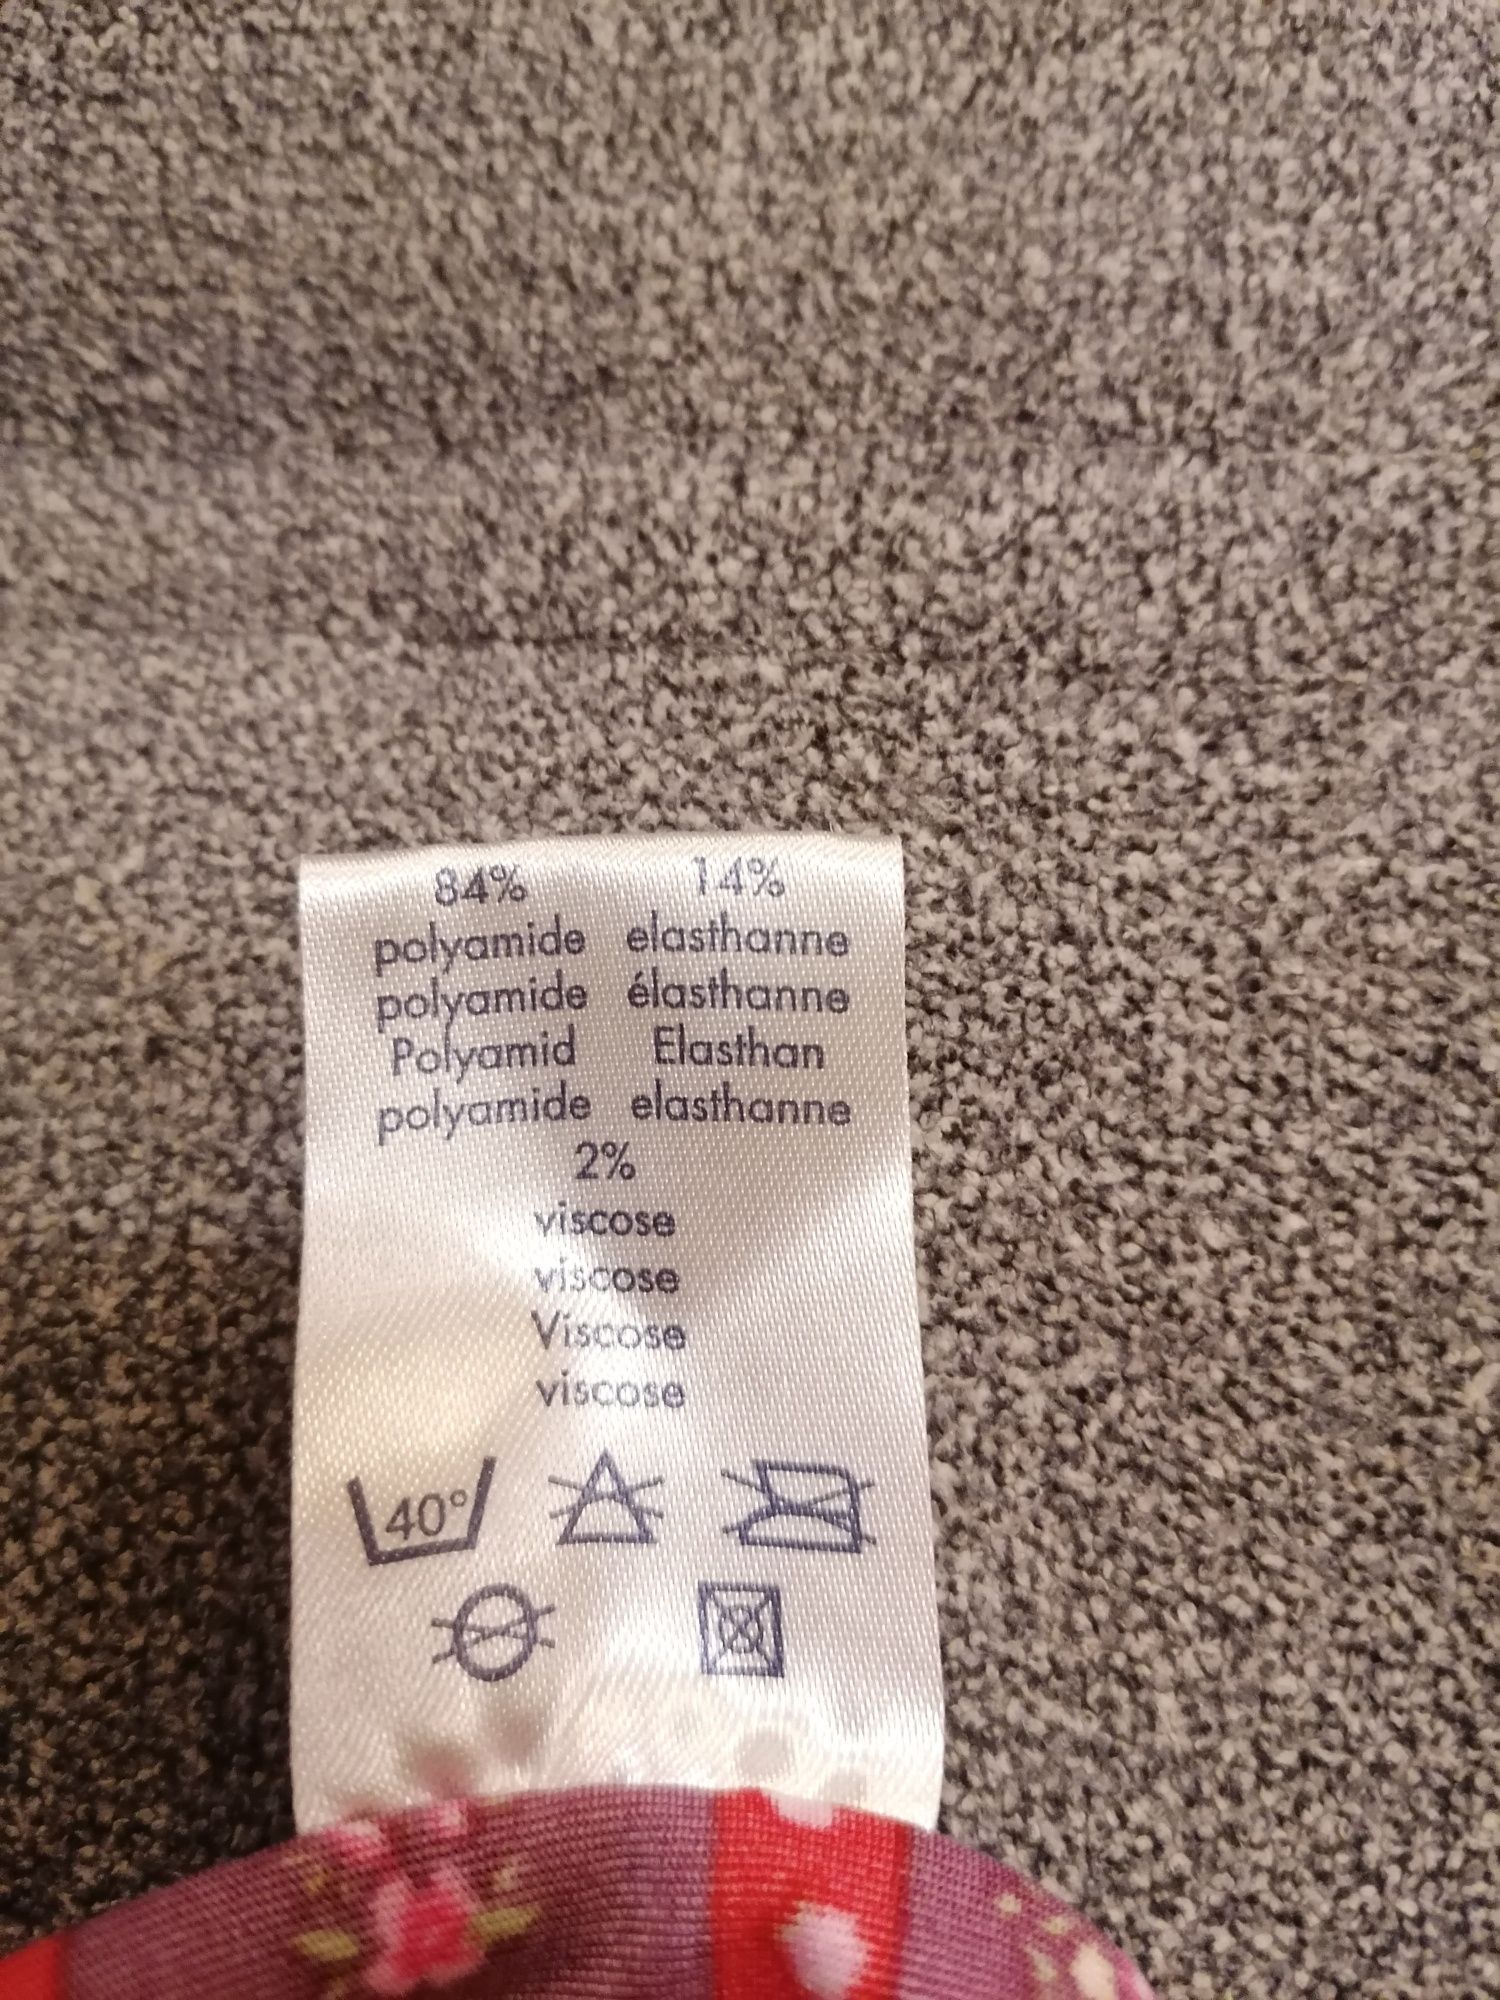 84% 14%
polyamide elasthanne
polyamide élasthanne
Polyamid Elasthan
polyamide elasthanne
2%
viscose
viscose
Viscose
viscose
40°